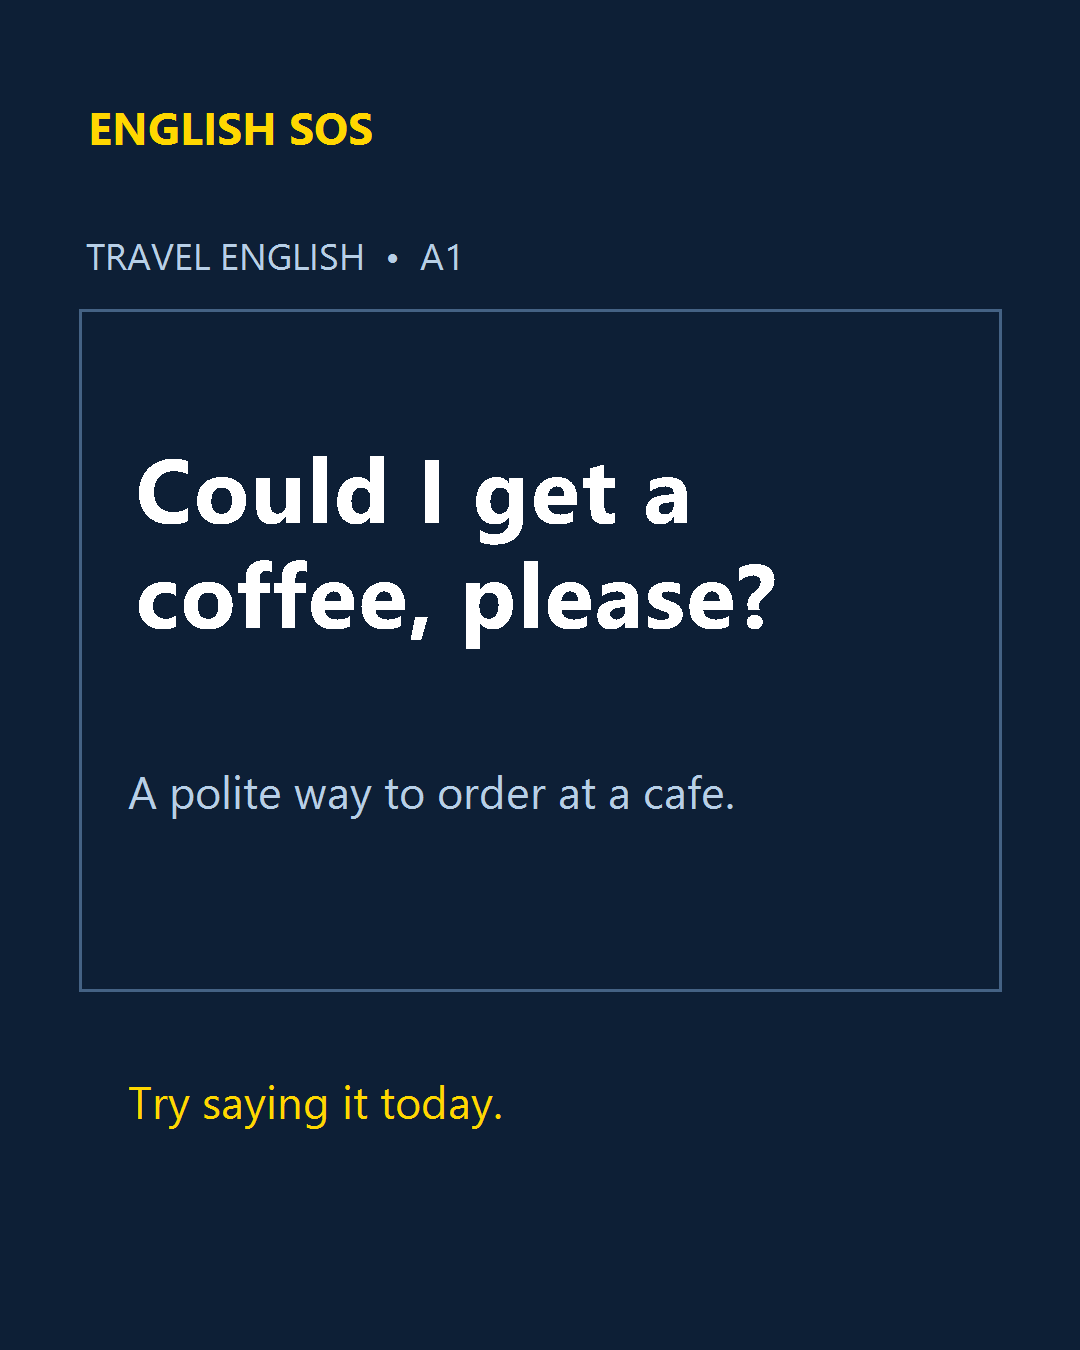 ENGLISH SOS
TRAVEL ENGLISH • A1
Could I get a
coffee, please?
A polite way to order at a cafe.
Try saying it today.